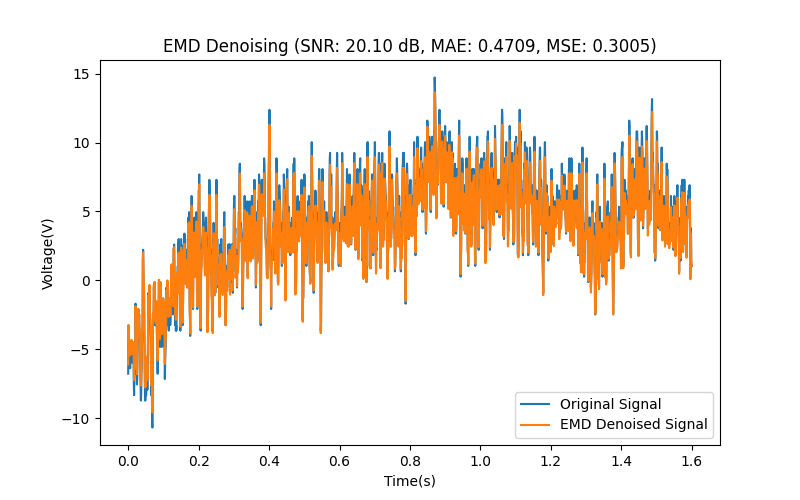 EMD Denoising (SNR: 20.10 dB, MAE: 0.4709, MSE: 0.3005)
15
10
5
0
−5
−10
Voltage(V)
0.0 0.2 0.4 0.6 0.8 1.0 1.2 1.4 1.6
Time(s)
Original Signal
EMD Denoised Signal